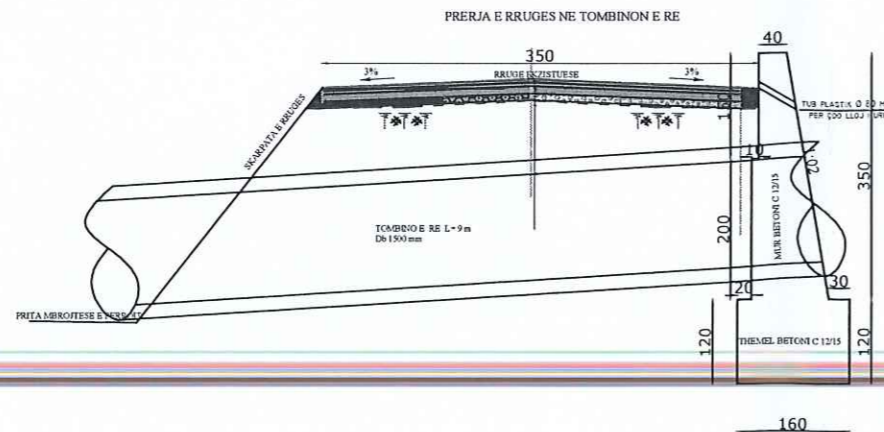 PRERJA E RRUGES NE TOMBINON E RE
40
350
3%
RRUGE EKZISTUESE
3%
SKARPATA E RRUGES
TUB PLASTIK Ø 80
PER ÇDO LLOJ
10
350
TOMBINO E RE L=9 m
Db 1500 mm
200
MUR BETONI C 12/15
20
30
PRITA MBROJTESE E
120
THEMEL BETONI C 12/15
120
160